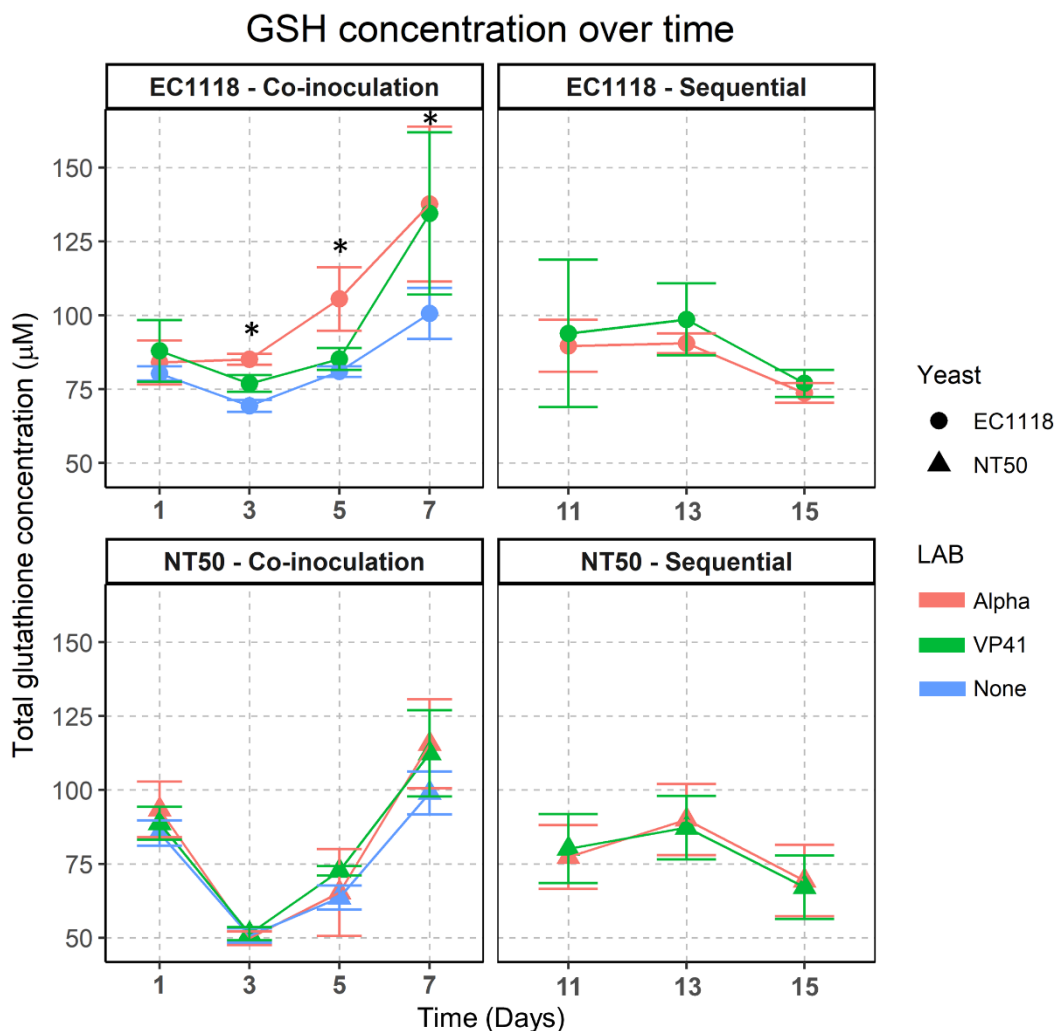 GSH concentration over time
EC1118 - Co-inoculation
EC1118 - Sequential
*
150
125
*
100
*
75
50
1 3 5 7
11 13 15
NT50 - Co-inoculation
NT50 - Sequential
150
125
100
75
50
1 3 5 7
11 13 15
Total glutathione concentration (µM)
Time (Days)
Yeast
EC1118
NT50
LAB
Alpha
VP41
None